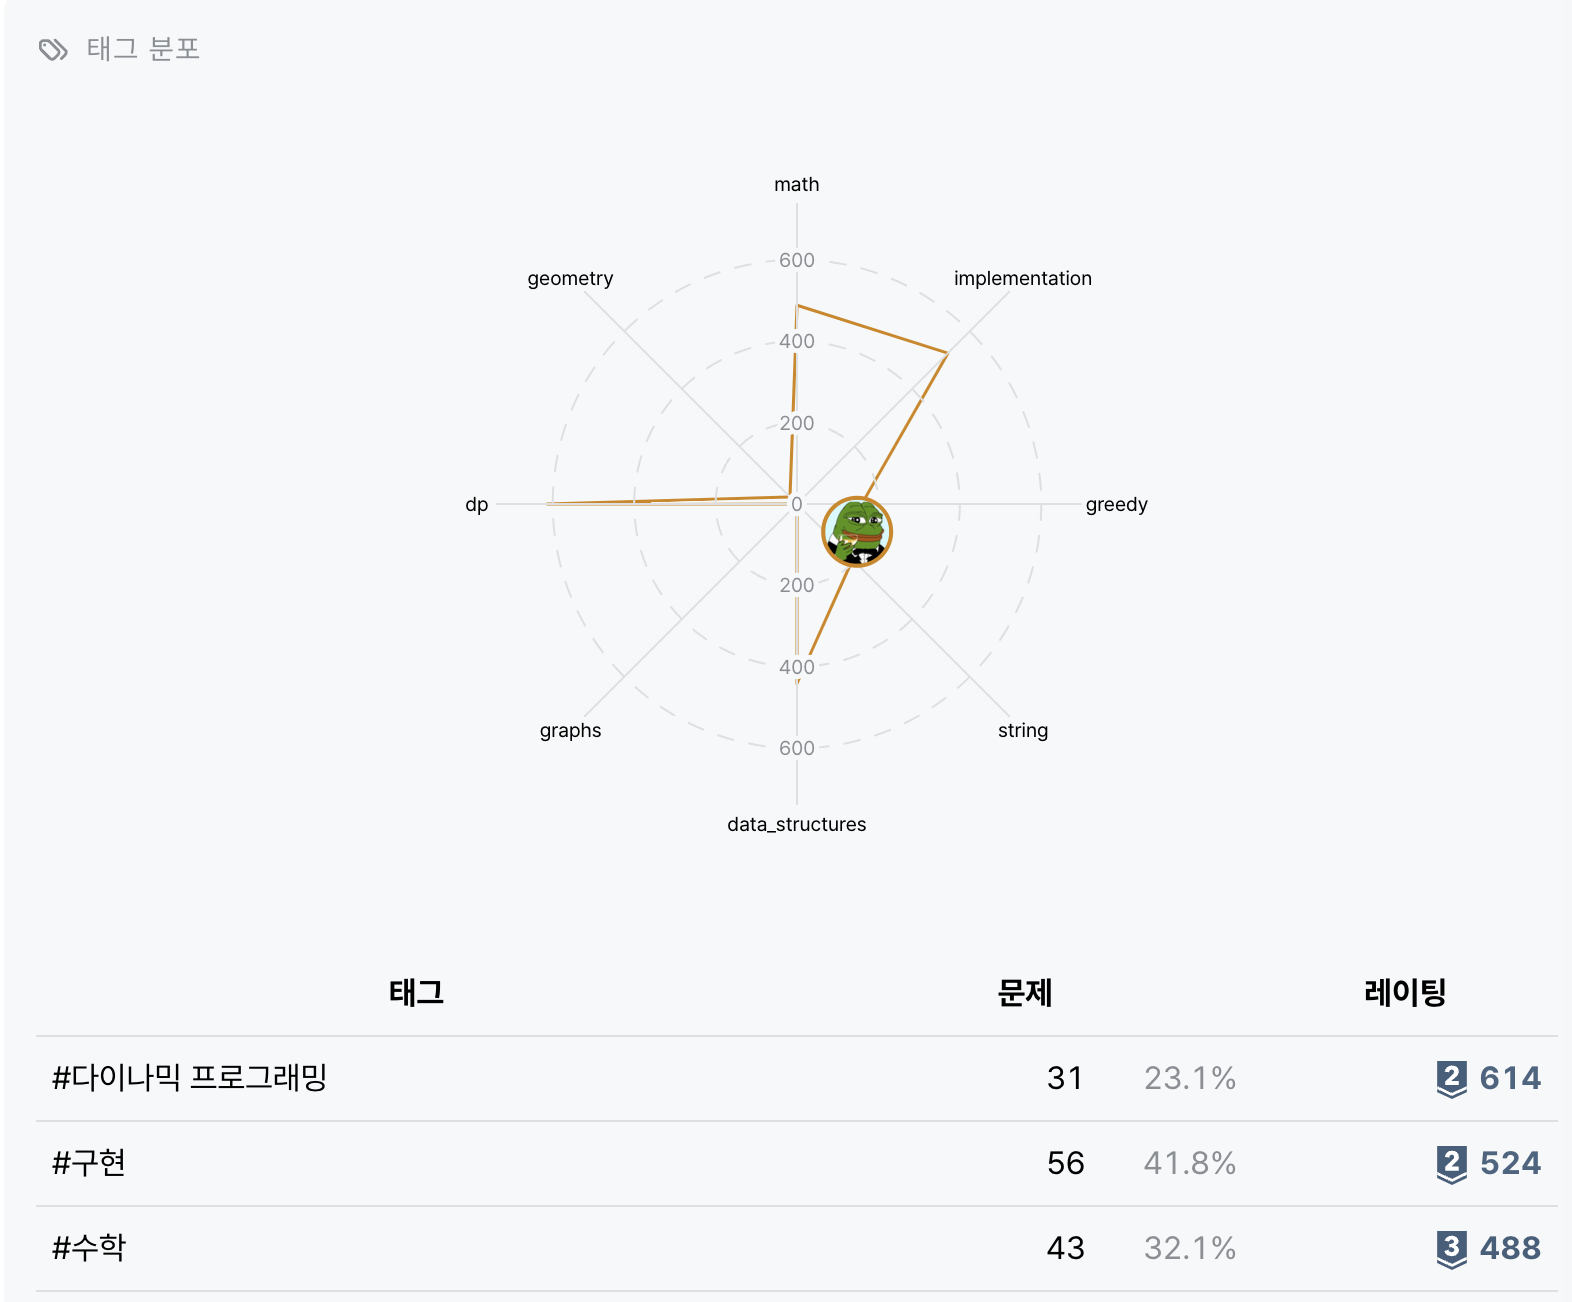 태그 분포
math
geometry
implementation
600
400
200
dp
0
greedy
200
400
graphs
string
600
data_structures
태그 문제 레이팅
#다이나믹 프로그래밍 31 23.1% 2 614
#구현 56 41.8% 2 524
#수학 43 32.1% 3 488